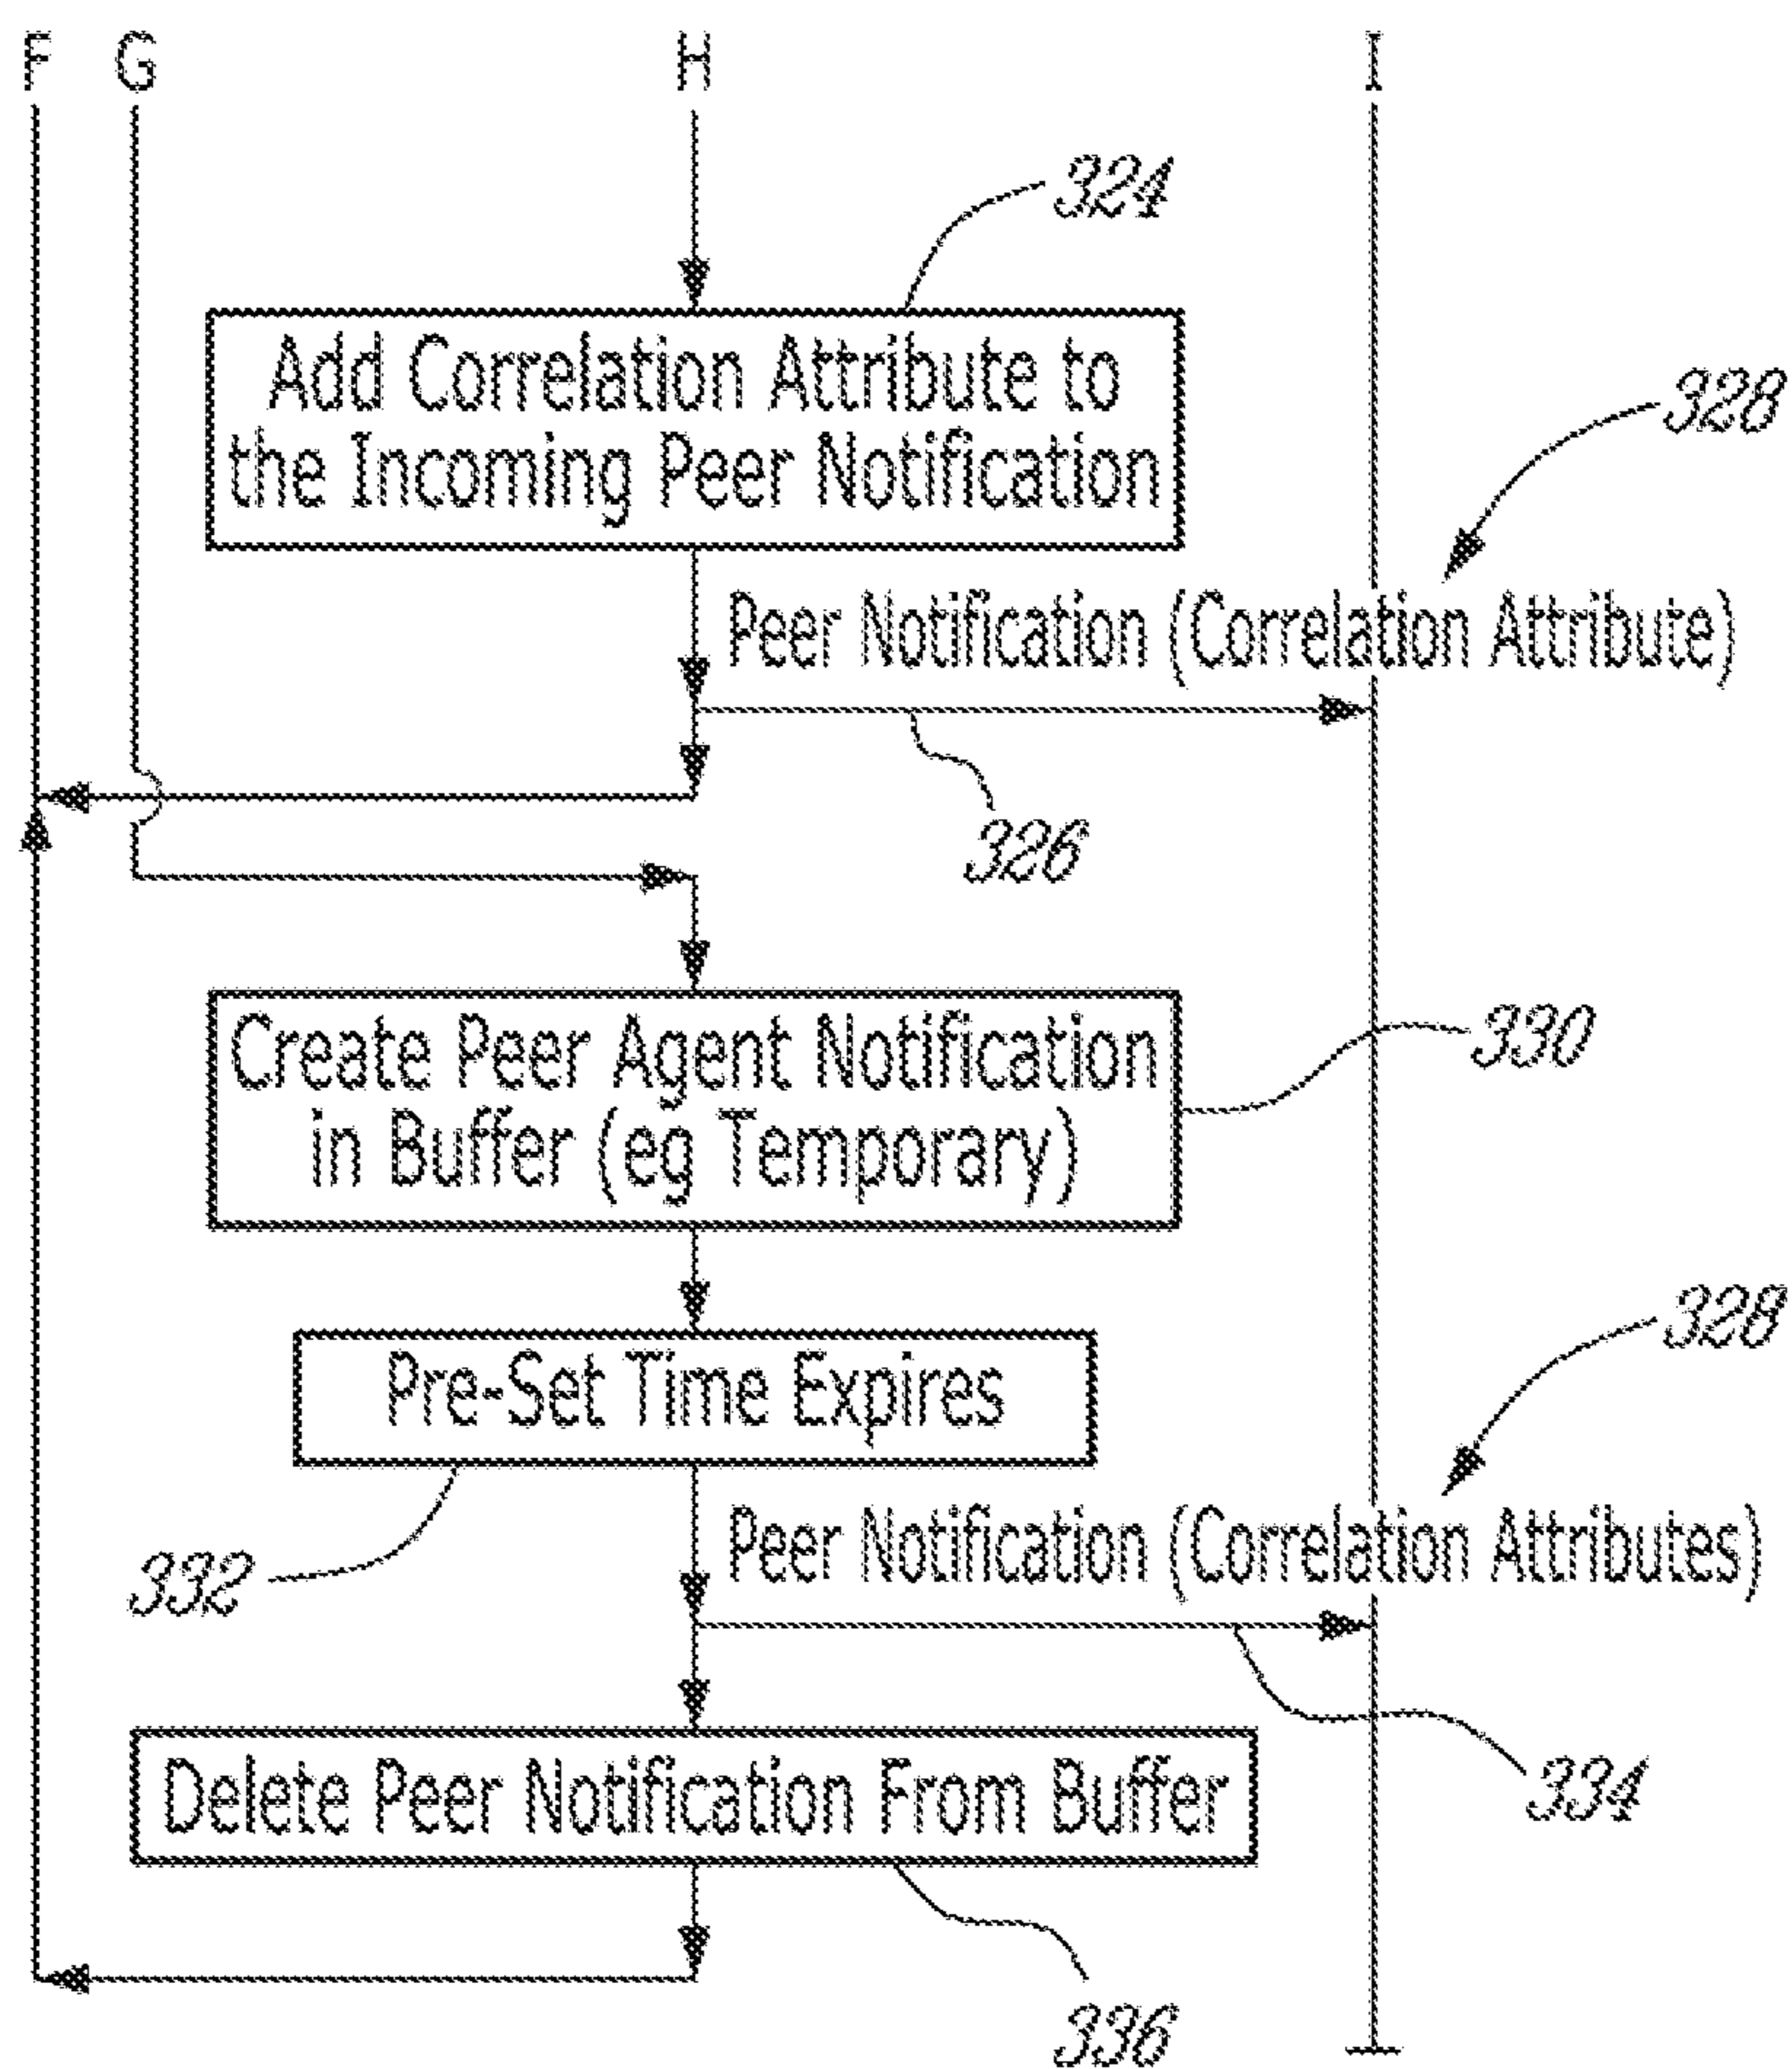 F G H I
324
Add Correlation Attribute to
the Incoming Peer Notification
328
Peer Notification (Correlation Attribute)
326
Create Peer Agent Notification
in Buffer (eg Temporary)
330
Pre-Set Time Expires
328
332
Peer Notification (Correlation Attributes)
334
Delete Peer Notification From Buffer
336